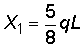 X₁ = 5/8 qL